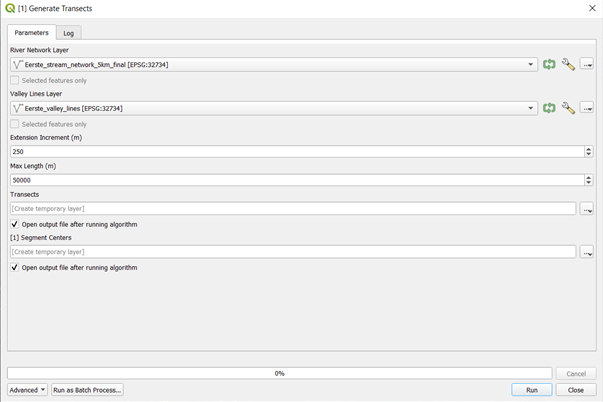 [1] Generate Transects
Parameters Log
River Network Layer
Eerste_stream_network_5km_final [EPSG:32734]
Selected features only
Valley Lines Layer
Eerste_valley_lines [EPSG:32734]
Selected features only
Extension Increment (m)
250
Max Length (m)
50000
Transects
[Create temporary layer]
Open output file after running algorithm
[1] Segment Centers
[Create temporary layer]
Open output file after running algorithm
0% Cancel
Advanced Run as Batch Process... Run Close